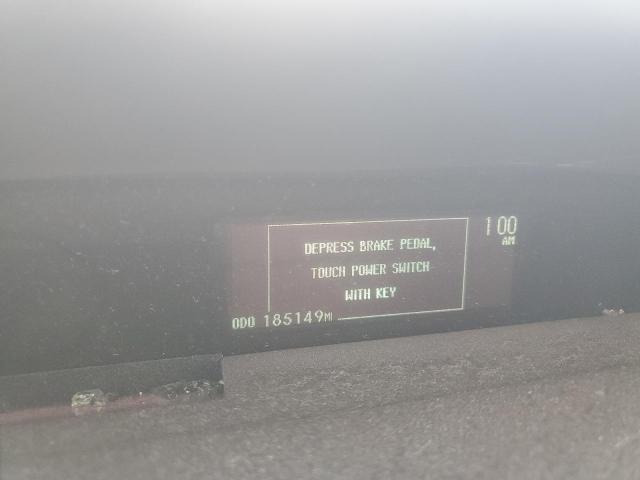 1:00
AM
DEPRESS BRAKE PEDAL,
TOUCH POWER SWITCH
WITH KEY
ODO 185149MI